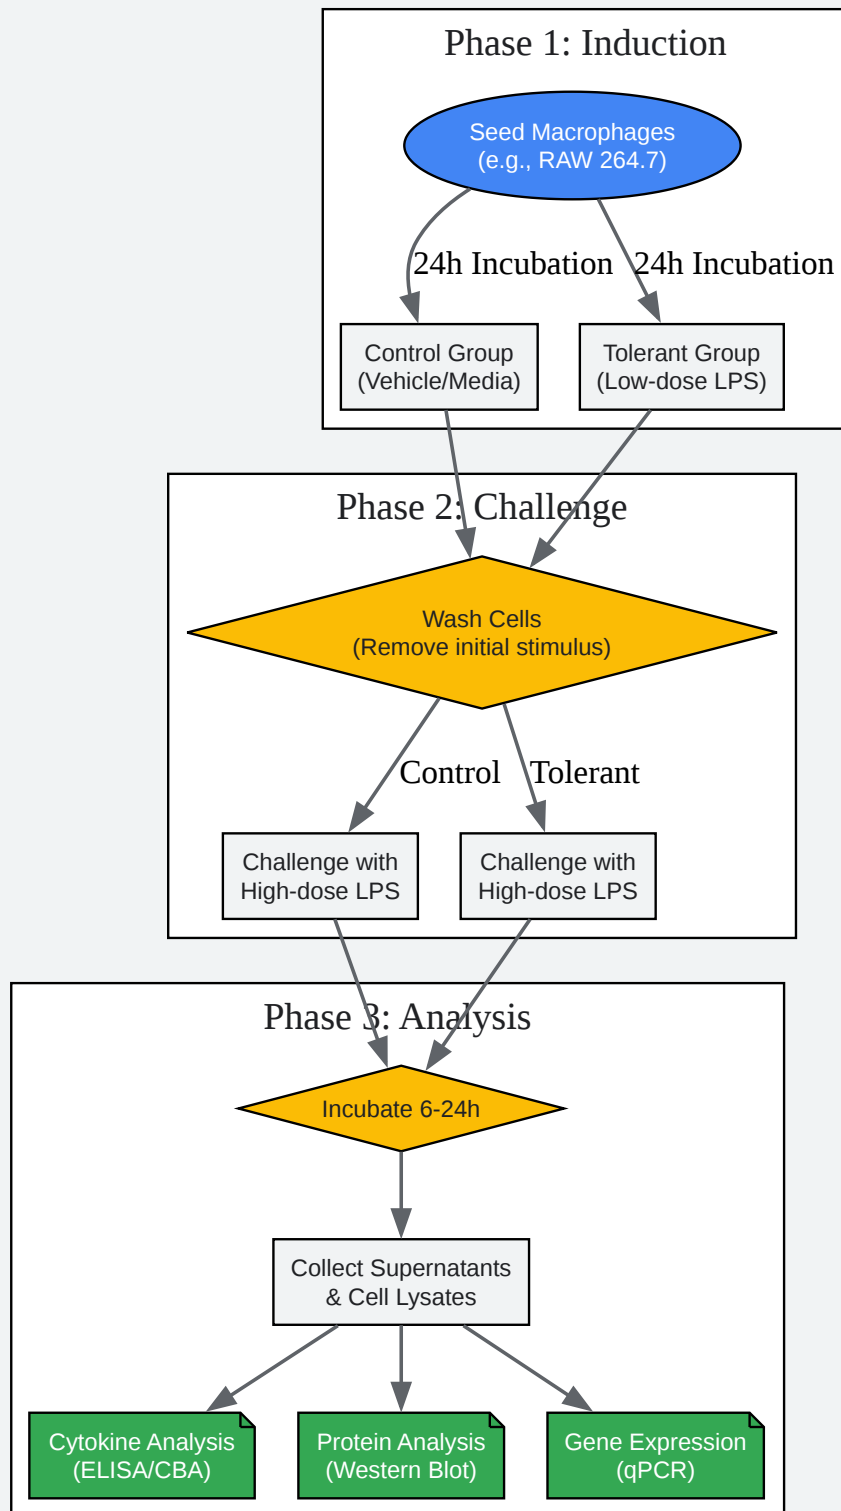 Phase 1: Induction
Seed Macrophages
(e.g., RAW 264.7)
24h Incubation
24h Incubation
Control Group
(Vehicle/Media)
Tolerant Group
(Low-dose LPS)
Phase 2: Challenge
Wash Cells
(Remove initial stimulus)
Control
Tolerant
Challenge with
High-dose LPS
Challenge with
High-dose LPS
Phase 3: Analysis
Incubate 6-24h
Collect Supernatants
& Cell Lysates
Cytokine Analysis
(ELISA/CBA)
Protein Analysis
(Western Blot)
Gene Expression
(qPCR)